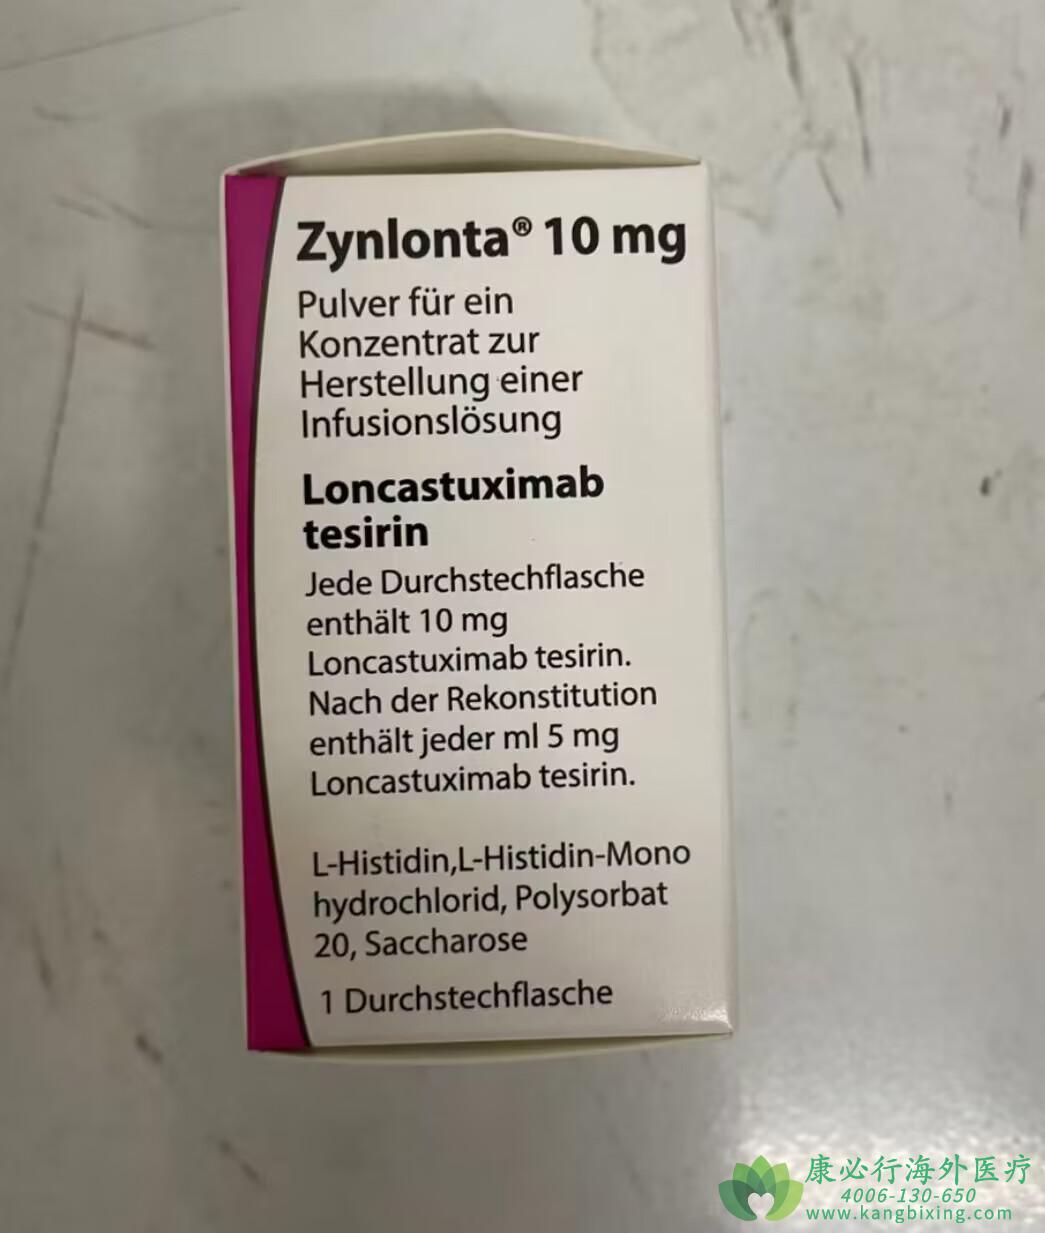 Zynlonta® 10 mg
Pulver für ein
Konzentrat zur
Herstellung einer
Infusionslösung
Loncastuximab
tesirin
Jede Durchstechflasche
enthält 10 mg
Loncastuximab tesirin.
Nach der Rekonstitution
enthält jeder ml 5 mg
Loncastuximab tesirin.
L-Histidin,L-Histidin-Mono
hydrochlorid, Polysorbat
20, Saccharose
1 Durchstechflasche
康必行海外医疗
4006-130-650
www.kangbixing.com